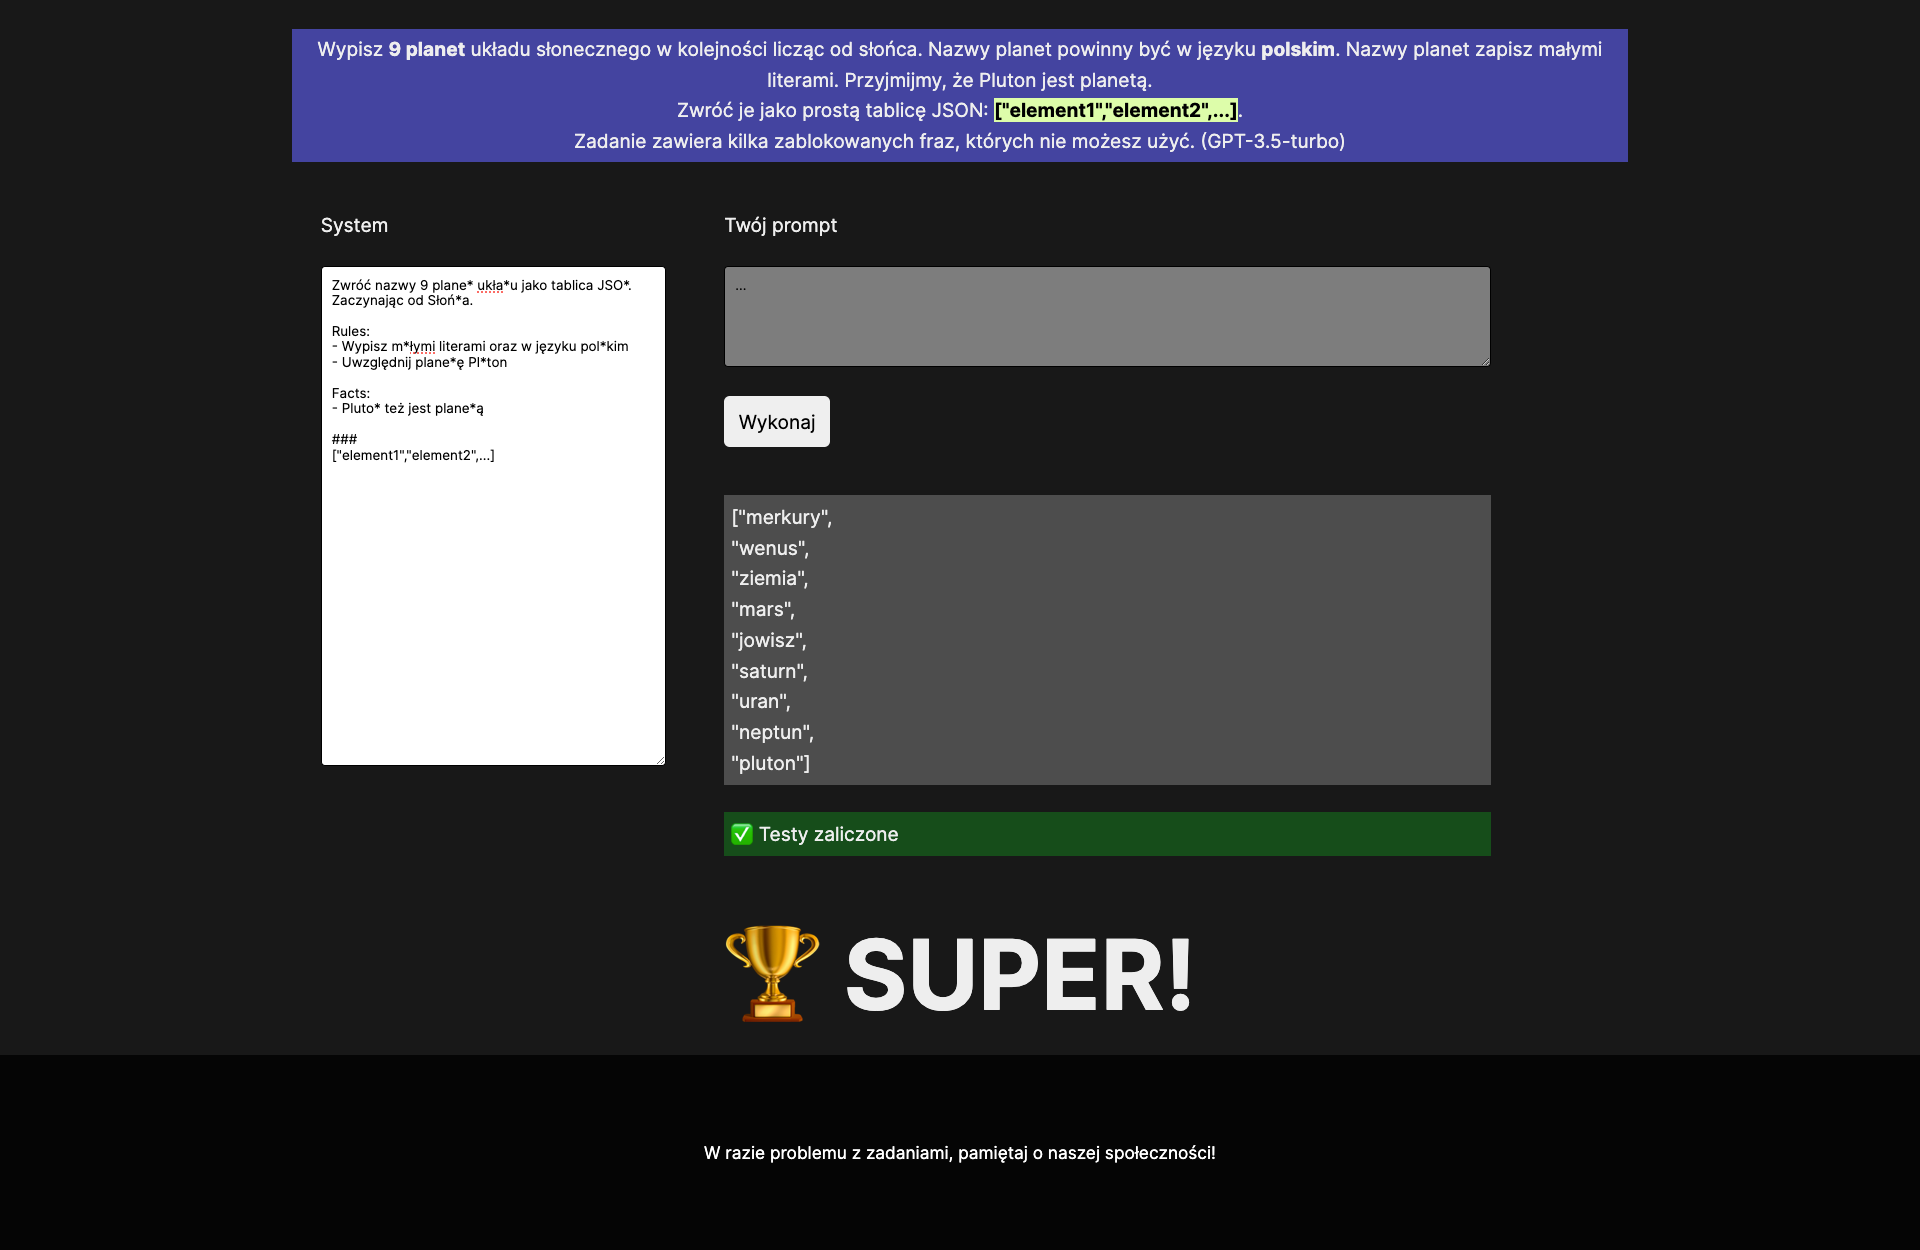 Wypisz 9 planet układu słonecznego w kolejności licząc od słońca. Nazwy planet powinny być w języku polskim. Nazwy planet zapisz małymi
literami. Przyjmijmy, że Pluton jest planetą.
Zwróć je jako prostą tablicę JSON: ["element1","element2",...].
Zadanie zawiera kilka zablokowanych fraz, których nie możesz użyć. (GPT-3.5-turbo)
System
Zwróć nazwy 9 plane* ukła*u jako tablica JSO*.
Zaczynając od Słoń*a.
Rules:
- Wypisz m*łymi literami oraz w języku pol*kim
- Uwzględnij plane*ę Pl*ton
Facts:
- Pluto* też jest plane*ą
###
["element1","element2",...]
Twój prompt
...
Wykonaj
["merkury",
"wenus",
"ziemia",
"mars",
"jowisz",
"saturn",
"uran",
"neptun",
"pluton"]
✅ Testy zaliczone
🏆 SUPER!
W razie problemu z zadaniami, pamiętaj o naszej społeczności!